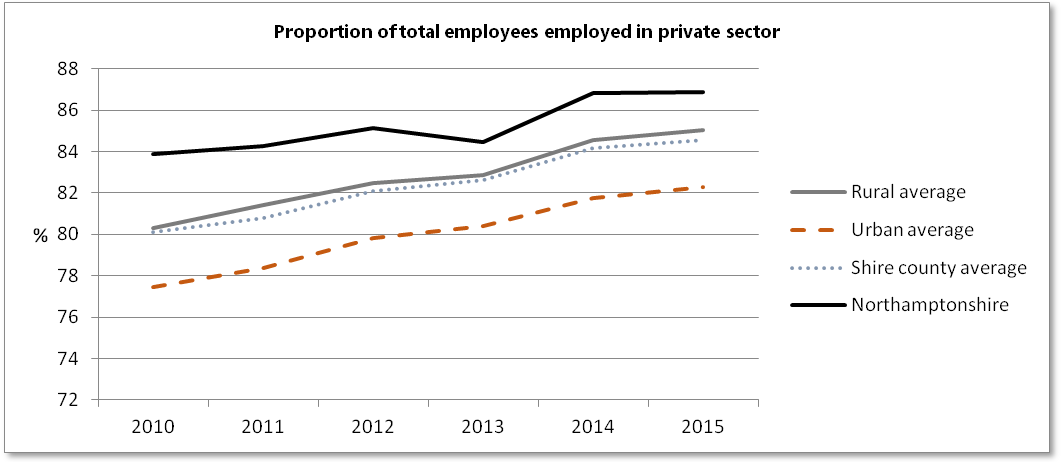 Proportion of total employees employed in private sector
88
86
84
82
80
78
76
74
72
%
2010 2011 2012 2013 2014 2015
Rural average
Urban average
Shire county average
Northamptonshire